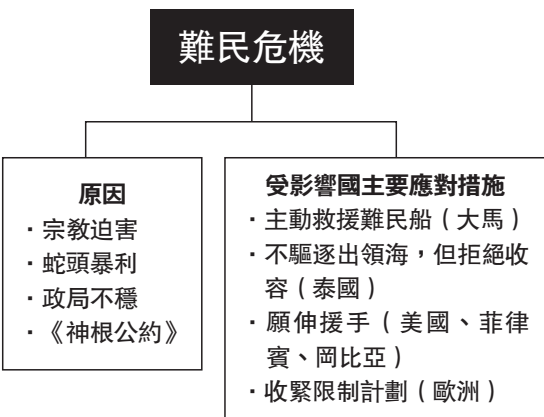 難民危機
原因
·宗教迫害
·蛇頭暴利
·政局不穩
·《神根公約》
受影響國主要應對措施
·主動救援難民船（大馬）
·不驅逐出領海，但拒絕收
容（泰國）
·願伸援手（美國、菲律
賓、岡比亞）
·收緊限制計劃（歐洲）